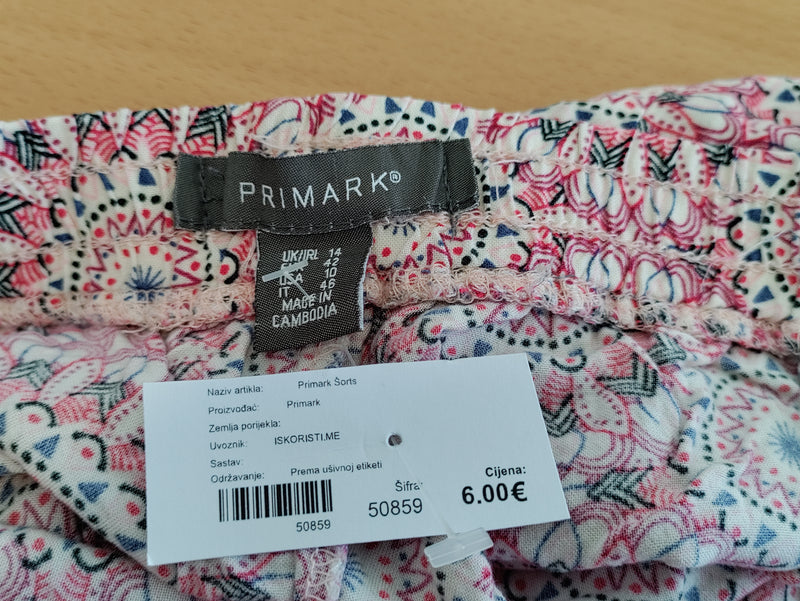 PRIMARK®
UK/IRL 14
42
USA 10
IT 46
MADE IN
CAMBODIA
Naziv artikla: Primark Šorts
Proizvođač: Primark
Zemlja porijekla:
Uvoznik: ISKORISTI.ME
Sastav:
Održavanje: Prema ušivnoj etiketi
50859
Šifra:
50859
Cijena:
6.00€